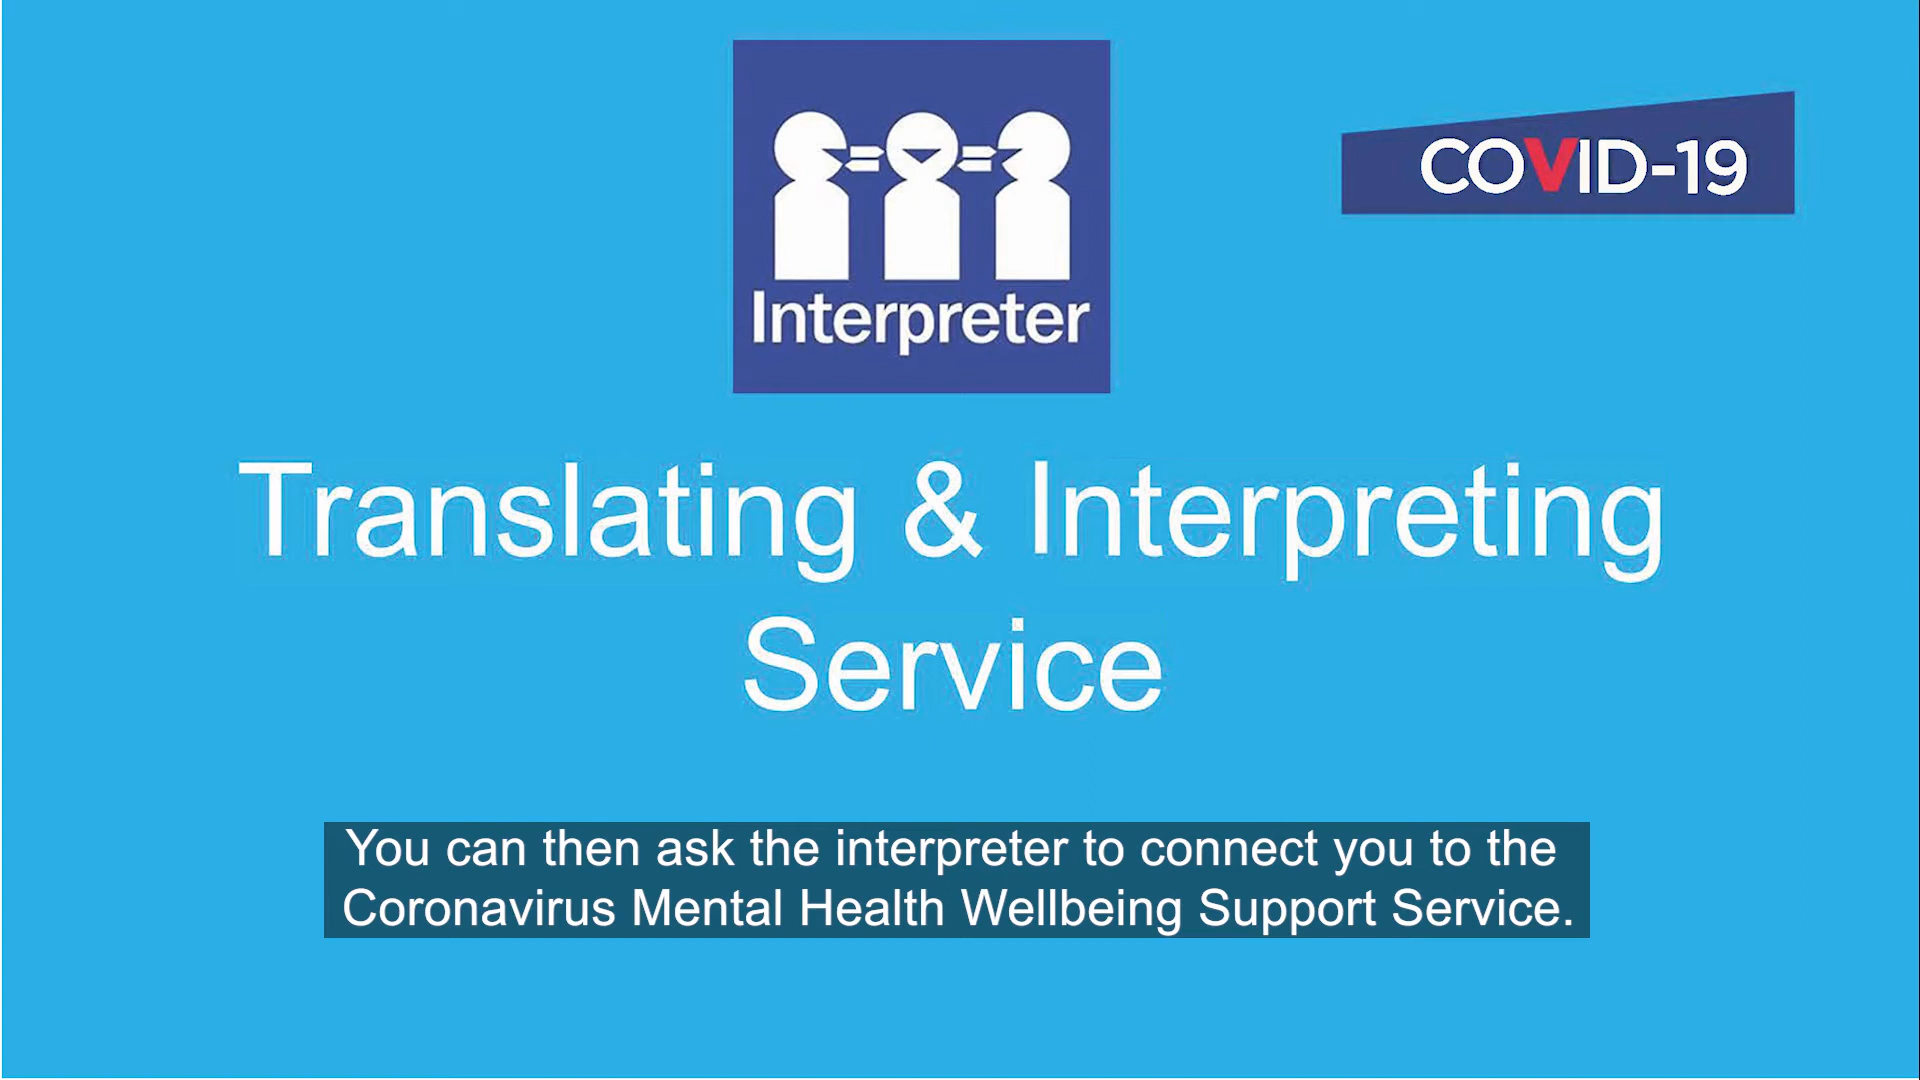 Interpreter
COVID-19
Translating & Interpreting
Service
You can then ask the interpreter to connect you to the
Coronavirus Mental Health Wellbeing Support Service.